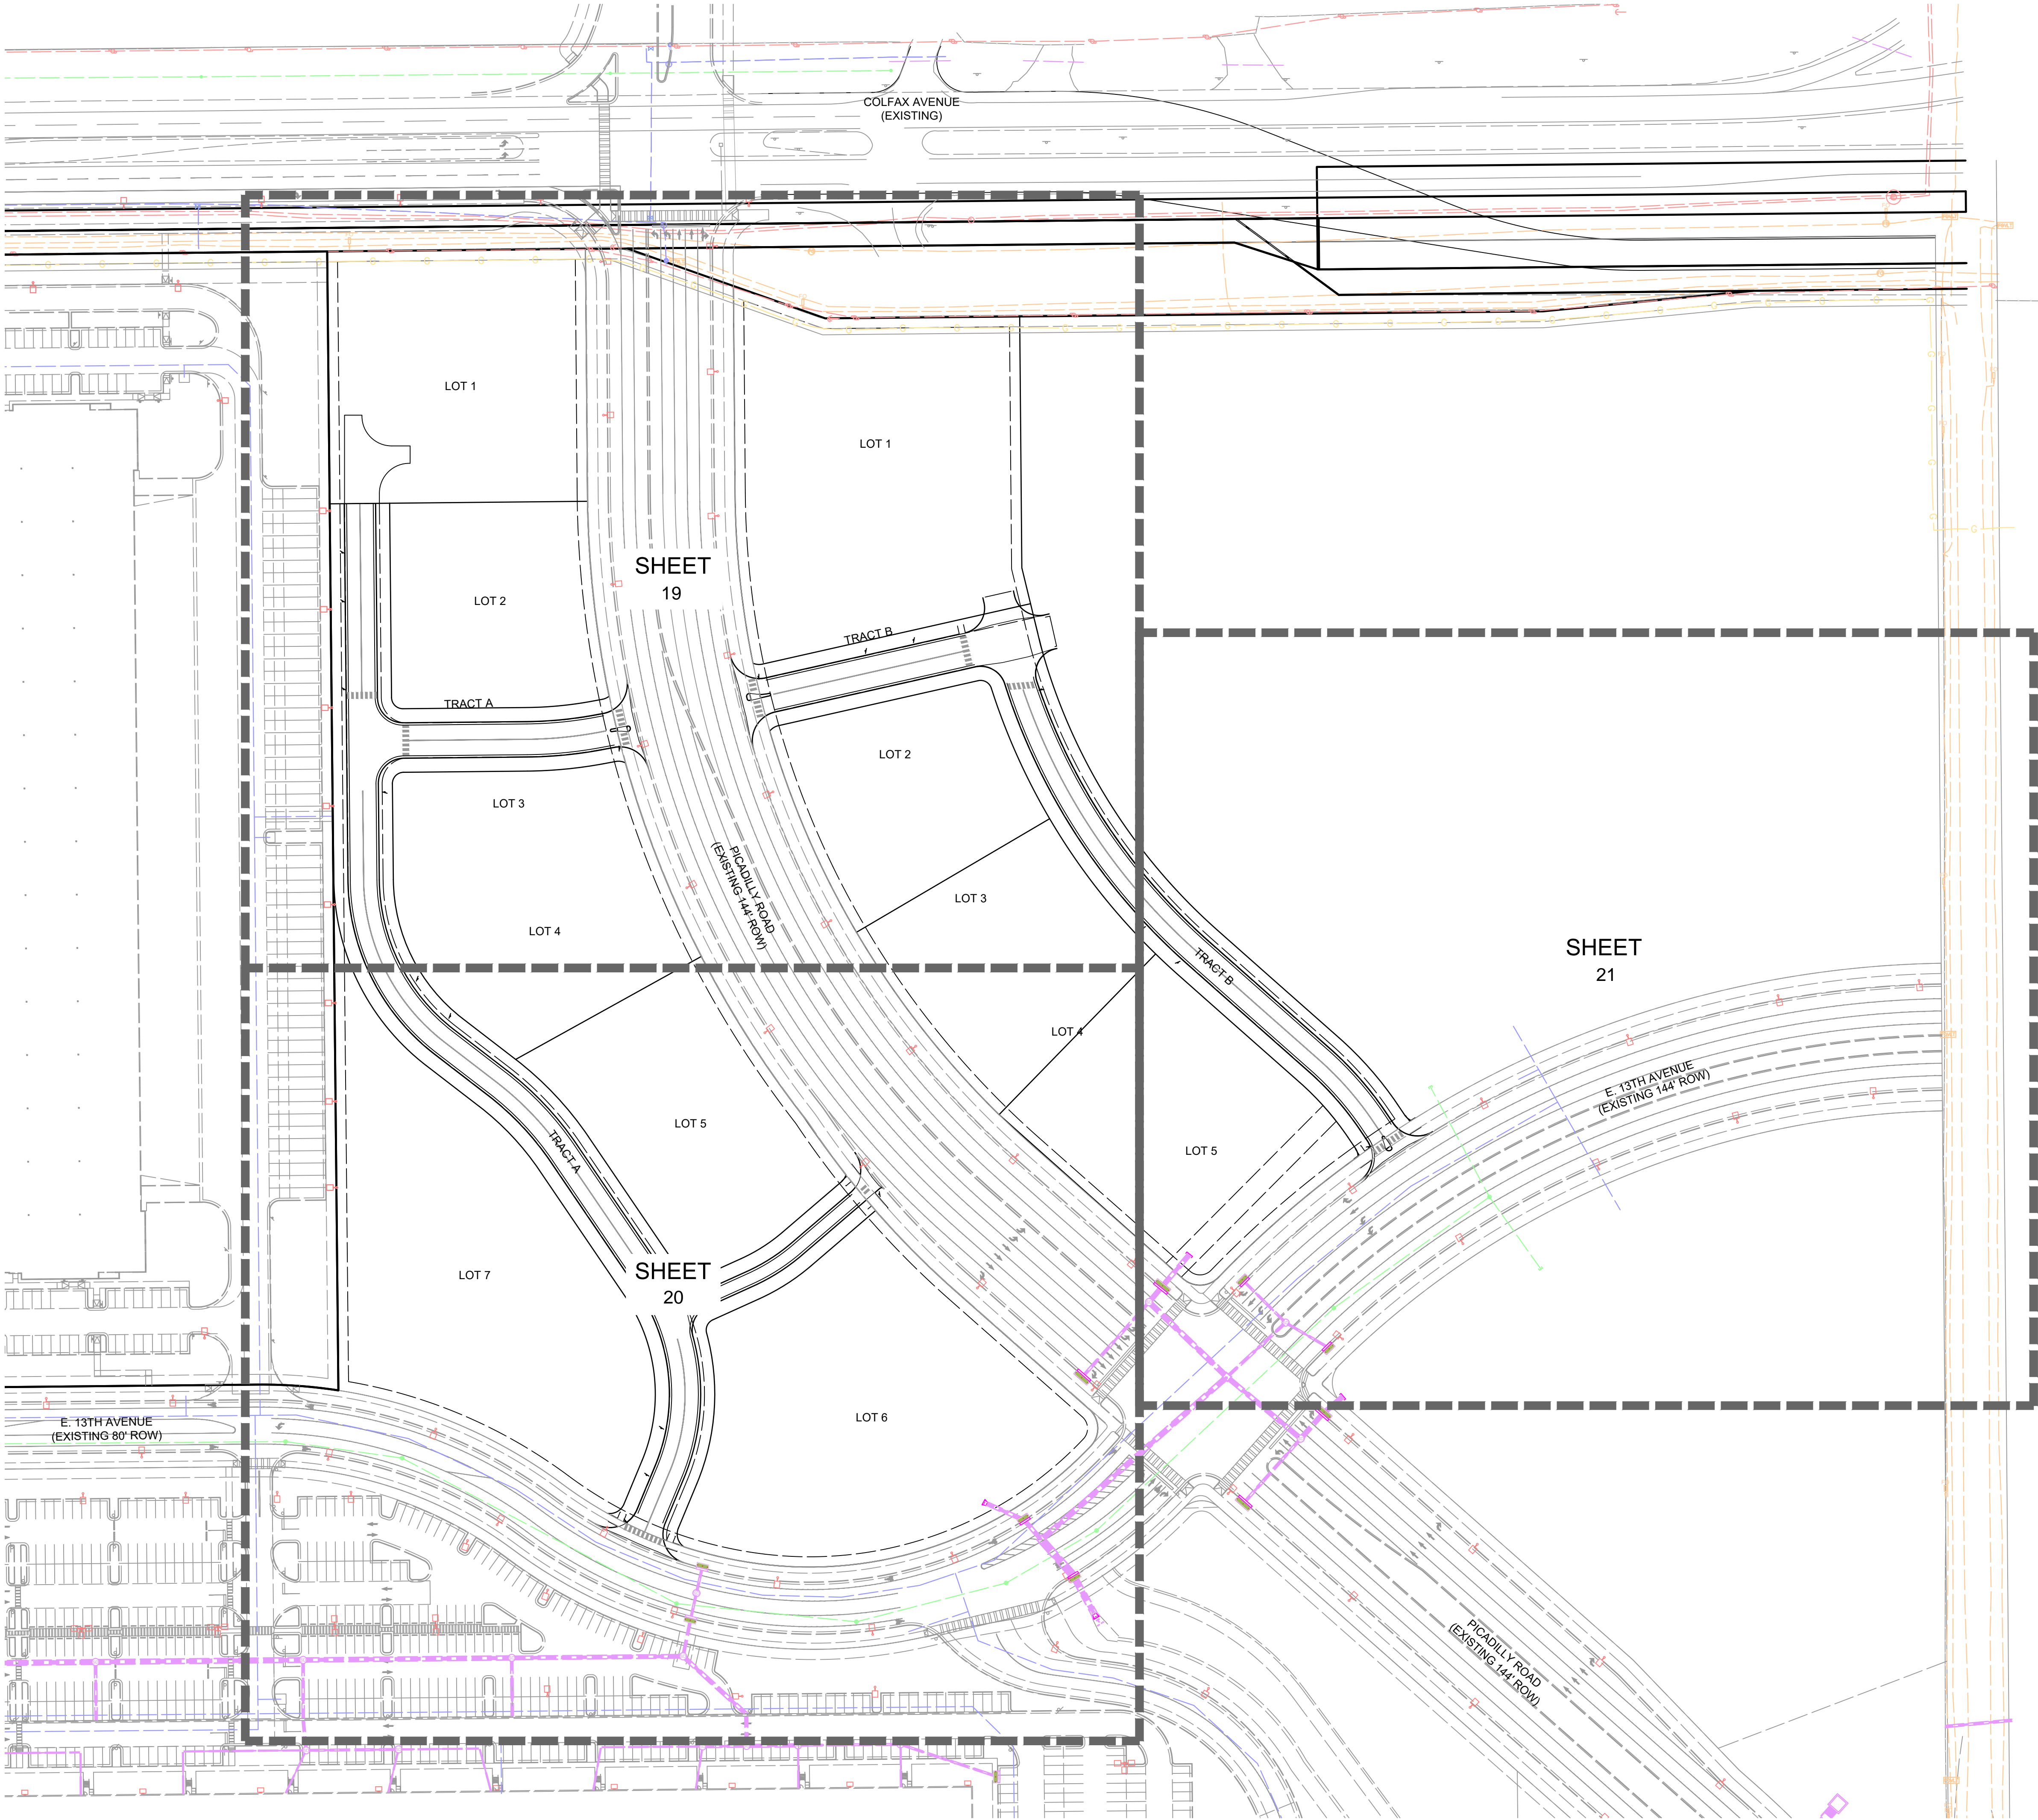 COLFAX AVENUE
(EXISTING)
LOT 1
LOT 1
SHEET
19
LOT 2
TRACT B
TRACT A
LOT 2
LOT 3
PICADILLY ROAD
(EXISTING 144' ROW)
LOT 3
LOT 4
SHEET
21
TRACT B
LOT 4
E. 13TH AVENUE
(EXISTING 144' ROW)
LOT 5
TRACT A
LOT 5
SHEET
20
LOT 7
LOT 6
E. 13TH AVENUE
(EXISTING 80' ROW)
PICADILLY ROAD
(EXISTING 144' ROW)